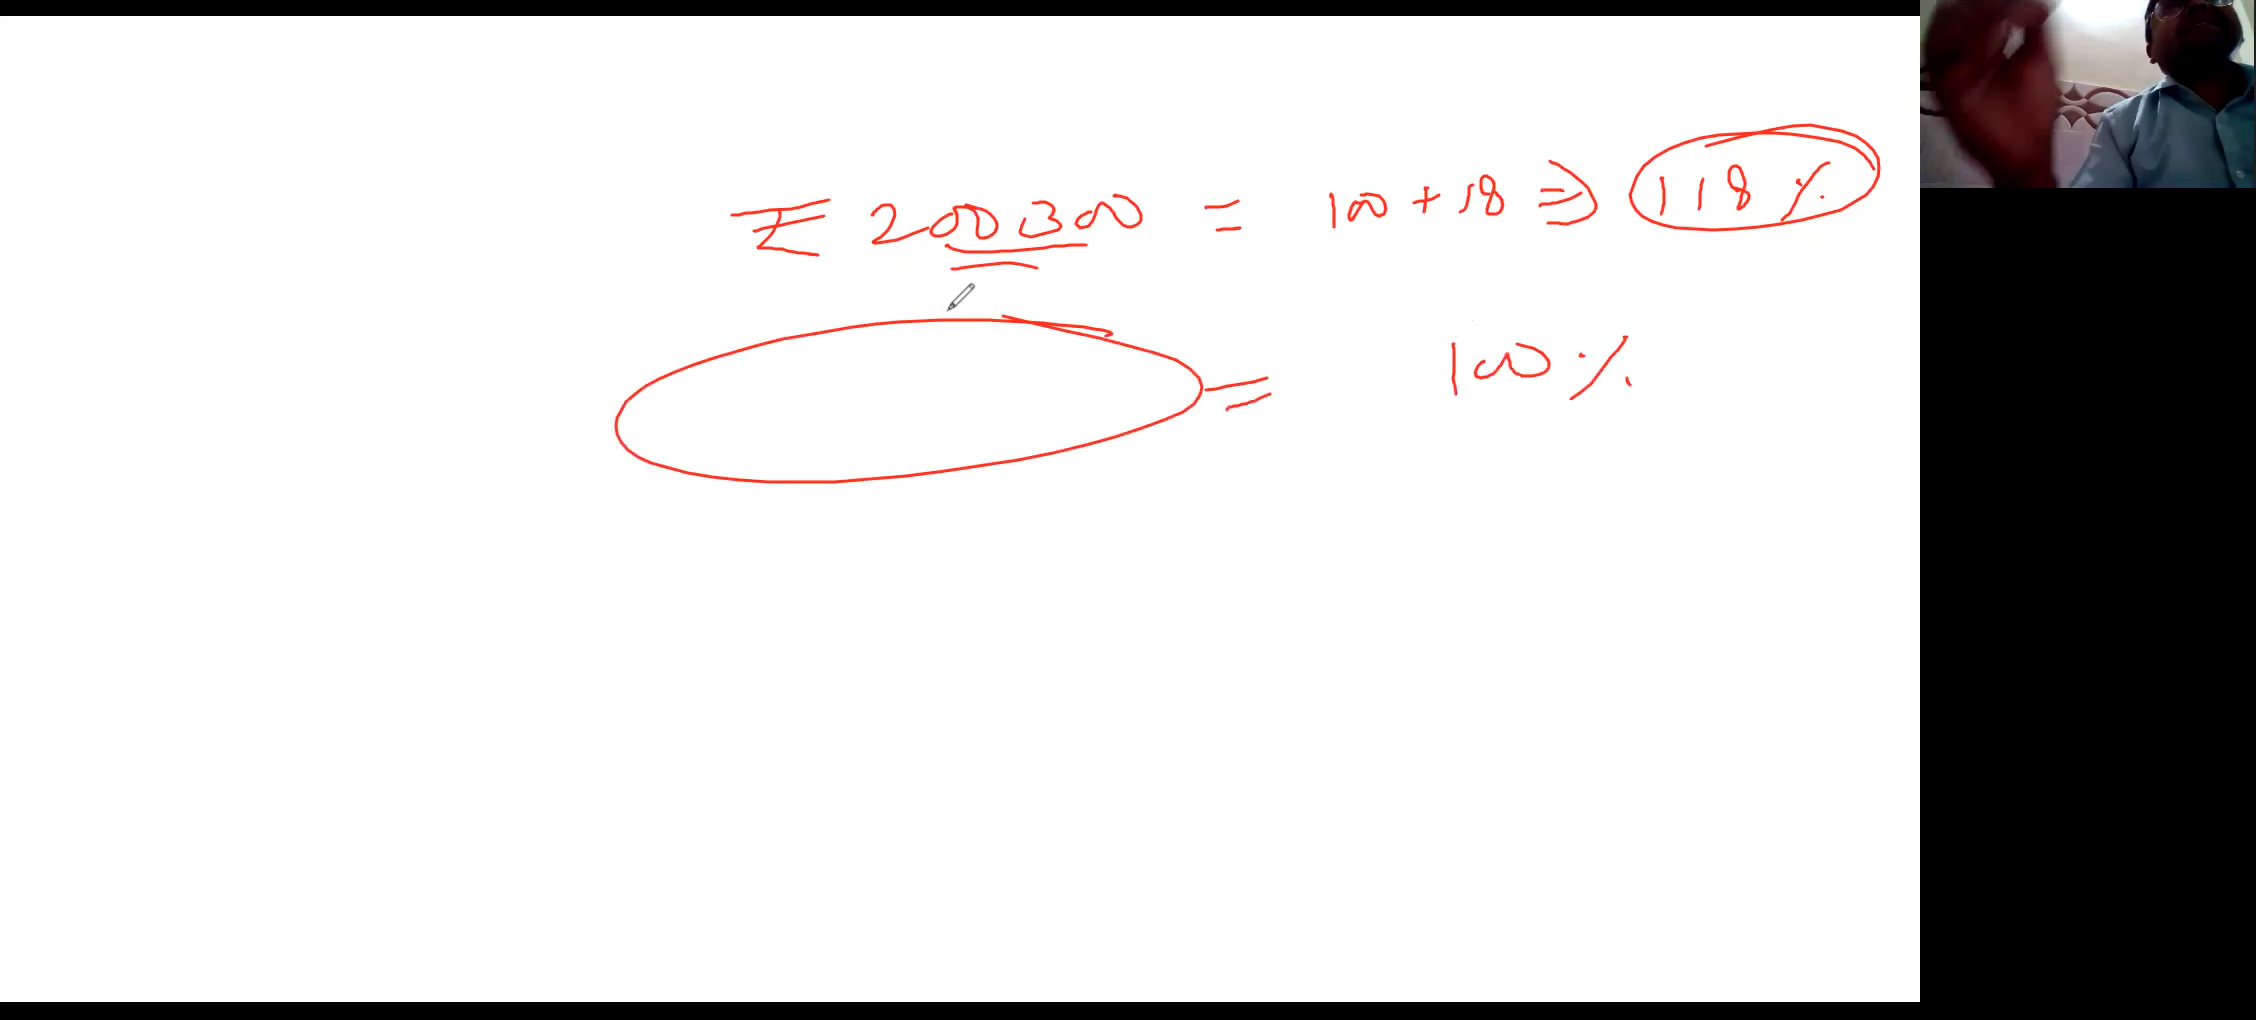 ₹ 200300 = 100 + 18 ⇒ 118 %
= 100 %